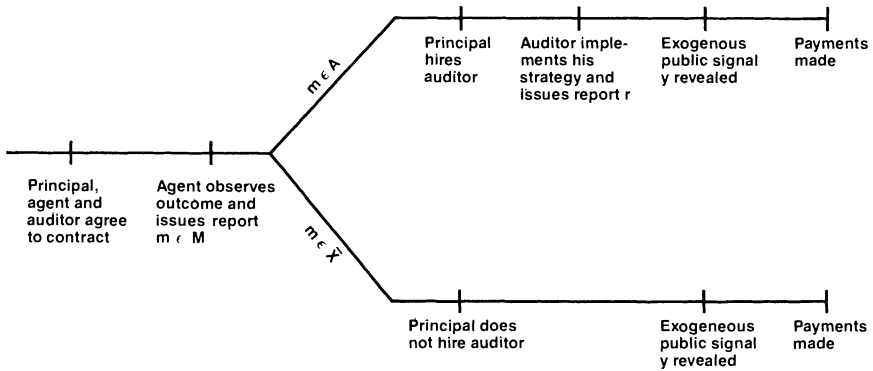 Principal,
agent and
auditor agree
to contract
Agent observes
outcome and
issues report
m ϵ M
m ϵ A
Principal
hires
auditor
Auditor imple-
ments his
strategy and
issues report r
Exogenous
public signal
y revealed
Payments
made
m ϵ X̄
Principal does
not hire auditor
Exogeneous
public signal
y revealed
Payments
made